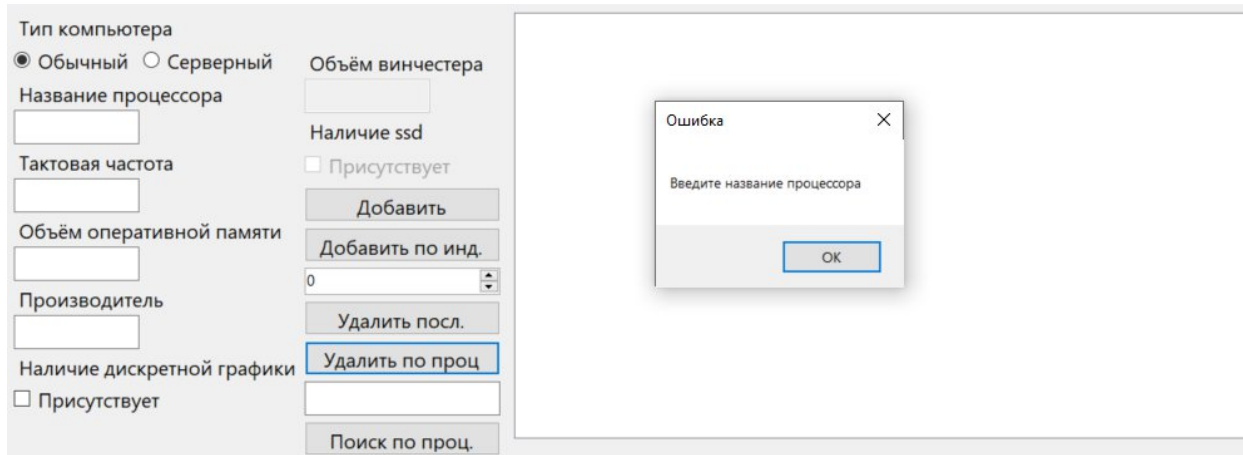 Тип компьютера
Обычный Серверный
Название процессора
Тактовая частота
Объём оперативной памяти
Производитель
Наличие дискретной графики
Присутствует
Объём винчестера
Наличие ssd
Присутствует
Добавить
Добавить по инд.
0
Удалить посл.
Удалить по проц
Поиск по проц.
Ошибка
Введите название процессора
ОК